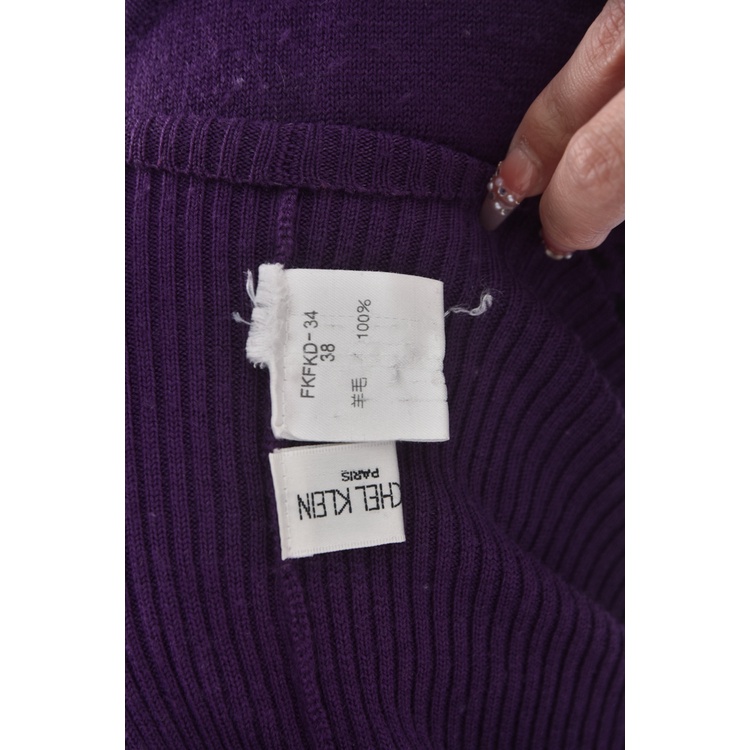 FKFKD-34
38
羊毛 100%
CHEL KLEIN
PARIS